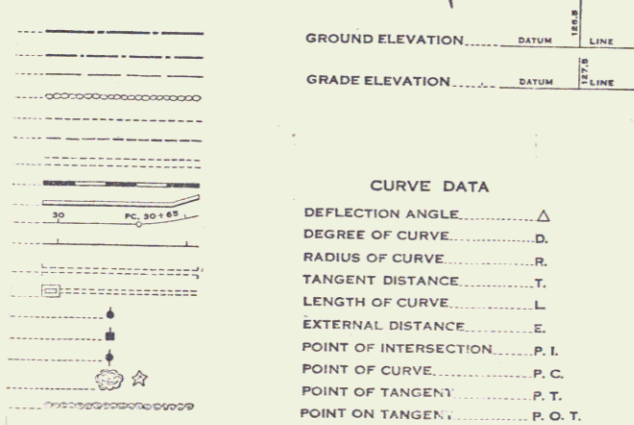 GROUND ELEVATION DATUM 126.5 LINE
GRADE ELEVATION DATUM 127.5 LINE
30 PC. 30+65
CURVE DATA
DEFLECTION ANGLE Δ
DEGREE OF CURVE D.
RADIUS OF CURVE R.
TANGENT DISTANCE T.
LENGTH OF CURVE L
EXTERNAL DISTANCE E.
POINT OF INTERSECTION P. I.
POINT OF CURVE P. C.
POINT OF TANGENT P. T.
POINT ON TANGENT P. O. T.